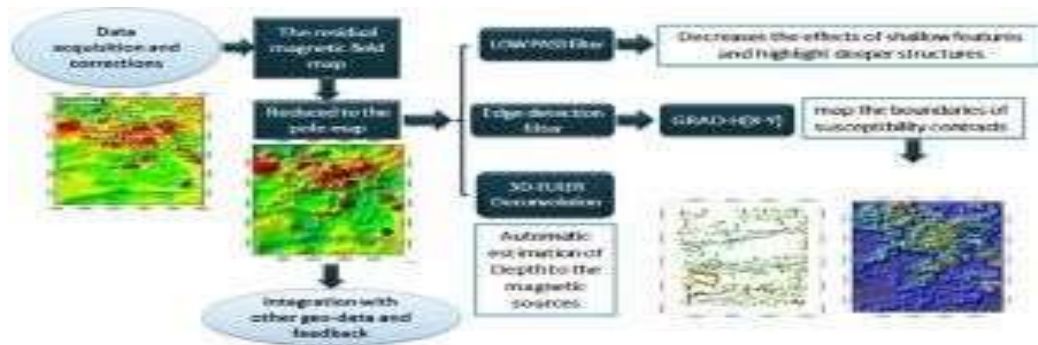 Data
acquisition and
corrections
The residual
magnetic field
map
Reduced to the
pole map
Integration with
other geo-data and
feedback
LOW PASS Filter
Decreases the effects of shallow features
and highlight deeper structures.
Edge detection
filter
GRAD-H(X-Y)
map the boundaries of
susceptibility contrasts
3D-EULER
Deconvolution
Automatic
estimation of
Depth to the
magnetic
sources